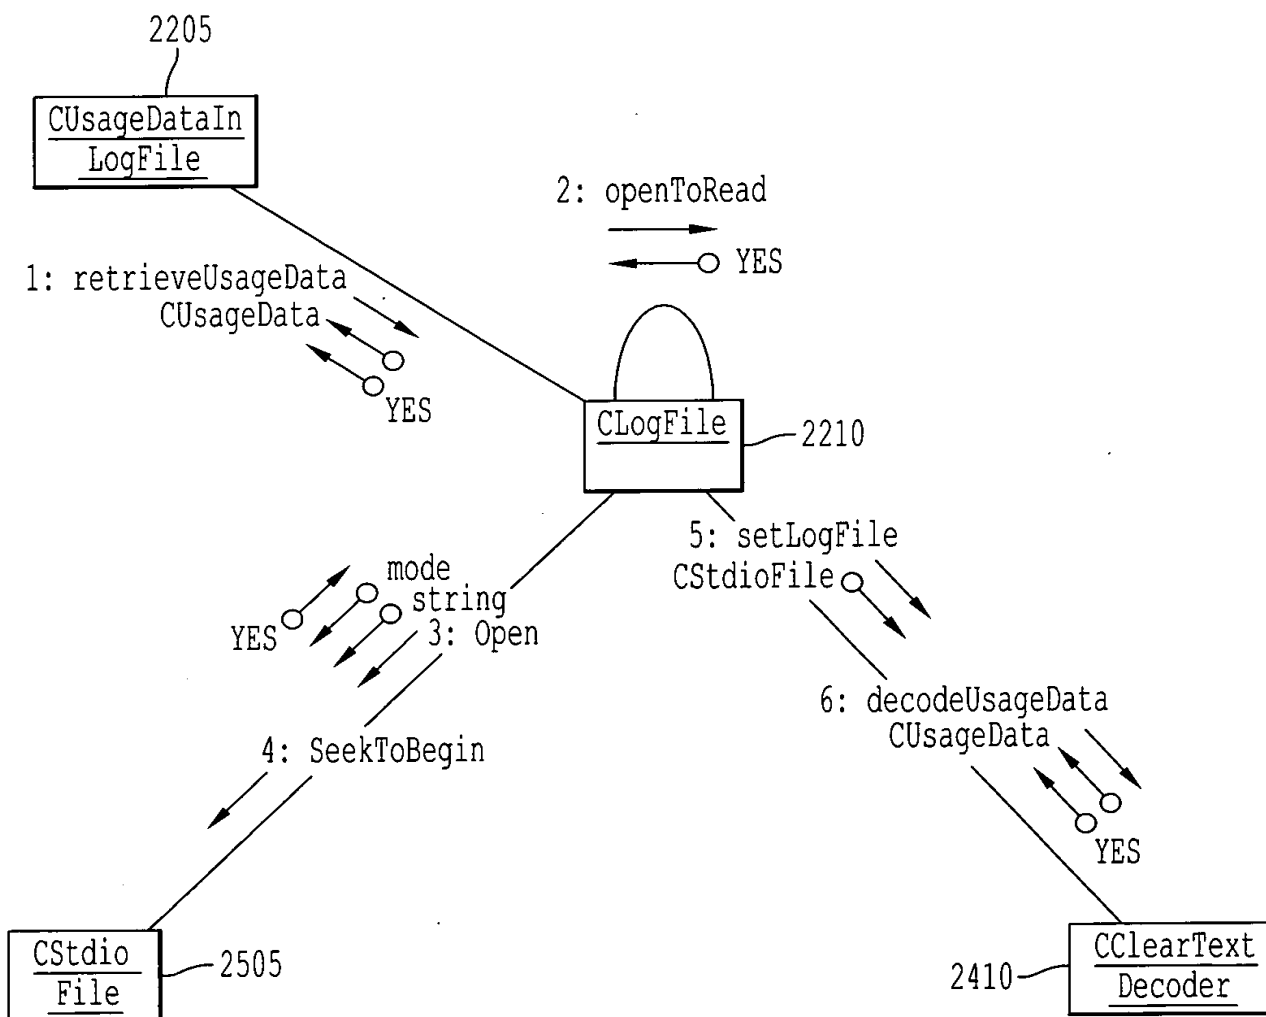 2205
CUsageDataIn
LogFile
2: openToRead
YES
1: retrieveUsageData
CUsageData
YES
CLogFile
2210
5: setLogFile
CStdioFile
mode
string
YES
3: Open
6: decodeUsageData
CUsageData
YES
4: SeekToBegin
CStdio
File
2505
2410
CClearText
Decoder